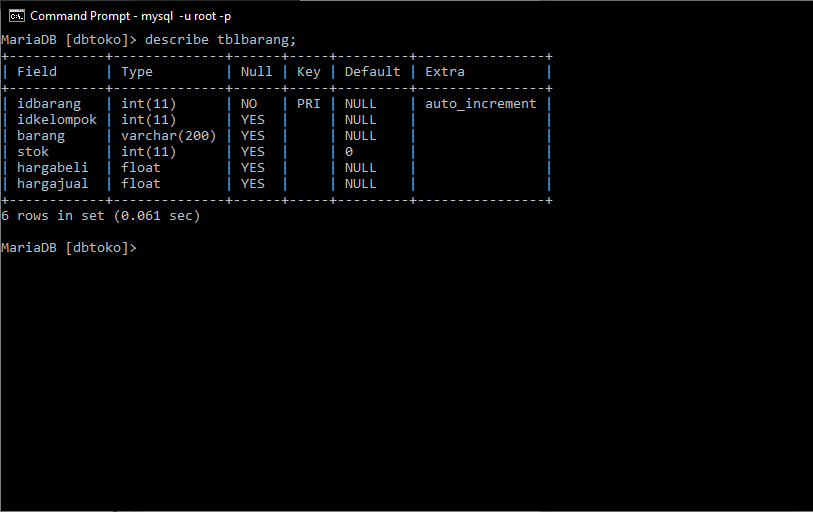 Command Prompt - mysql  -u root -p
MariaDB [dbtoko]> describe tblbarang;
+------------+--------------+------+-----+---------+----------------+
| Field      | Type         | Null | Key | Default | Extra          |
+------------+--------------+------+-----+---------+----------------+
| idbarang   | int(11)      | NO   | PRI | NULL    | auto_increment |
| idkelompok | int(11)      | YES  |     | NULL    |                |
| barang     | varchar(200) | YES  |     | NULL    |                |
| stok       | int(11)      | YES  |     | 0       |                |
| hargabeli  | float        | YES  |     | NULL    |                |
| hargajual  | float        | YES  |     | NULL    |                |
+------------+--------------+------+-----+---------+----------------+
6 rows in set (0.061 sec)
MariaDB [dbtoko]>